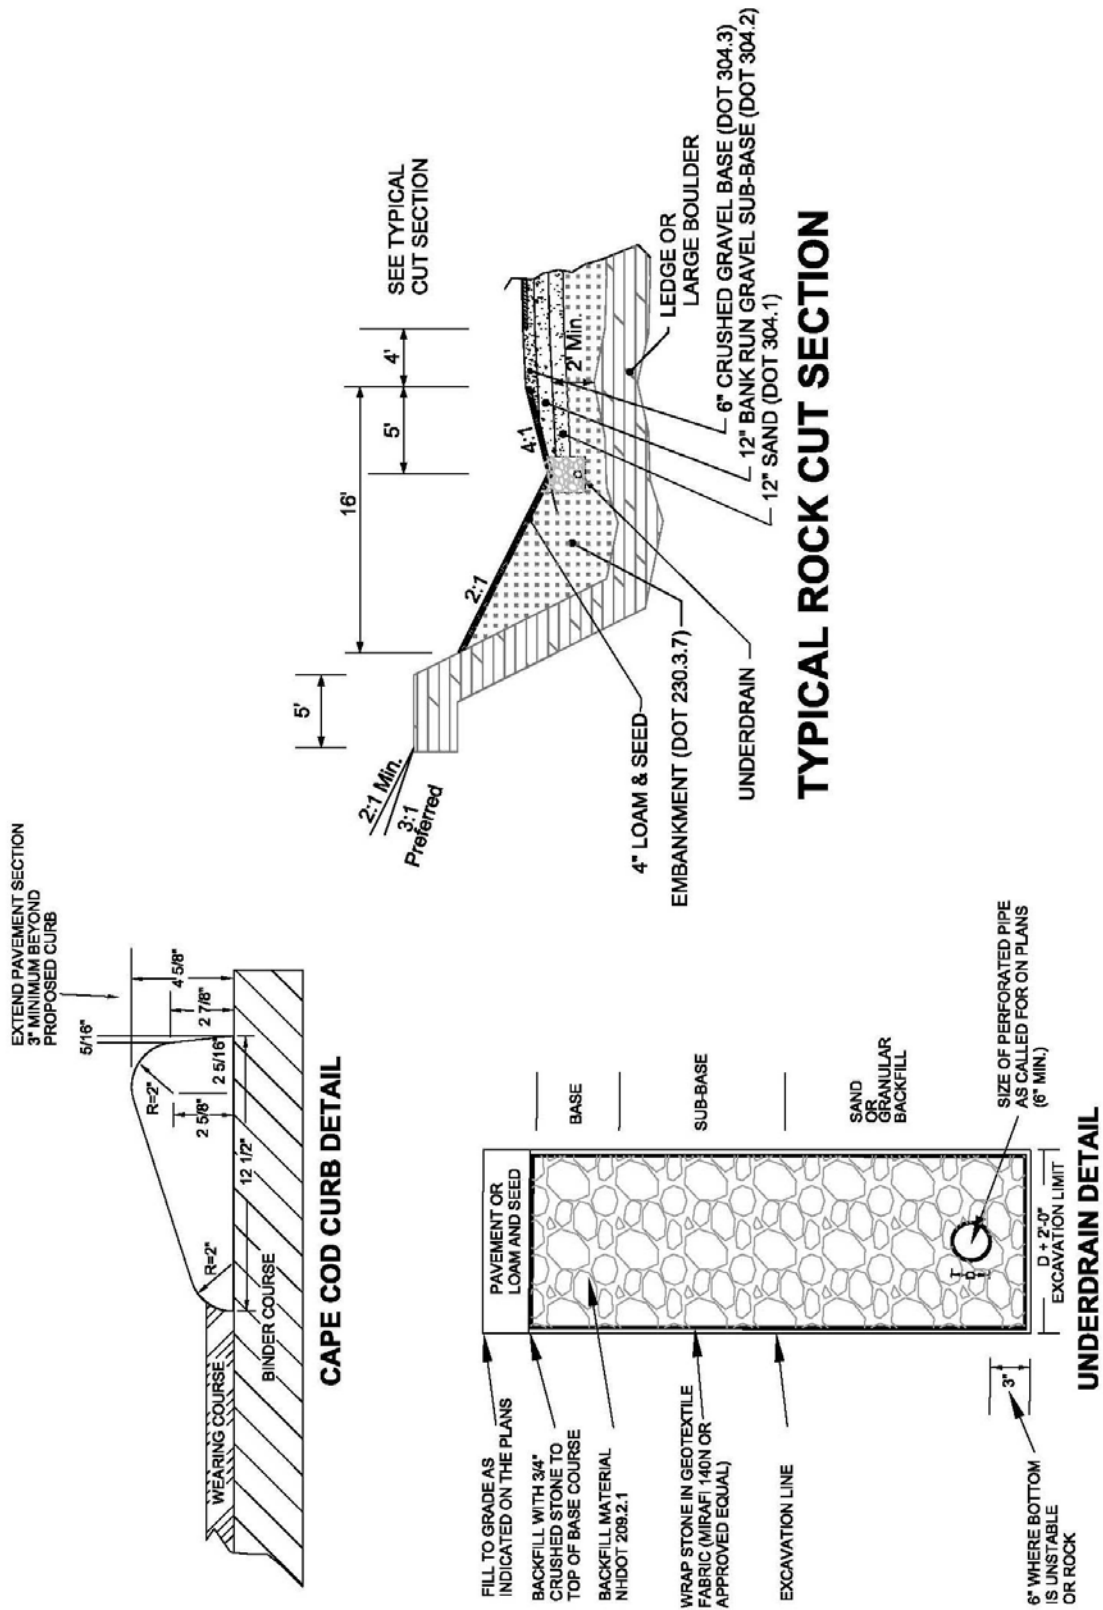 EXTEND PAVEMENT SECTION
3" MINIMUM BEYOND
PROPOSED CURB
5/16"
4 5/8"
2 7/8"
2 5/16"
R=2"
2 5/8"
12 1/2"
R=2"
WEARING COURSE
BINDER COURSE
CAPE COD CURB DETAIL
FILL TO GRADE AS
INDICATED ON THE PLANS
BACKFILL WITH 3/4"
CRUSHED STONE TO
TOP OF BASE COURSE
BACKFILL MATERIAL
NHDOT 209.2.1
WRAP STONE IN GEOTEXTILE
FABRIC (MIRAFI 140N OR
APPROVED EQUAL)
EXCAVATION LINE
6" WHERE BOTTOM
IS UNSTABLE
OR ROCK
3"
PAVEMENT OR
LOAM AND SEED
BASE
SUB-BASE
SAND
OR
GRANULAR
BACKFILL
SIZE OF PERFORATED PIPE
AS CALLED FOR ON PLANS
(6" MIN.)
D
D + 2'-0"
EXCAVATION LIMIT
UNDERDRAIN DETAIL
2:1 Min.
3:1
Preferred
5'
16'
5'
4'
SEE TYPICAL
CUT SECTION
2:1
4:1
2' Min.
D
4" LOAM & SEED
EMBANKMENT (DOT 230.3.7)
UNDERDRAIN
LEDGE OR
LARGE BOULDER
6" CRUSHED GRAVEL BASE (DOT 304.3)
12" BANK RUN GRAVEL SUB-BASE (DOT 304.2)
12" SAND (DOT 304.1)
TYPICAL ROCK CUT SECTION